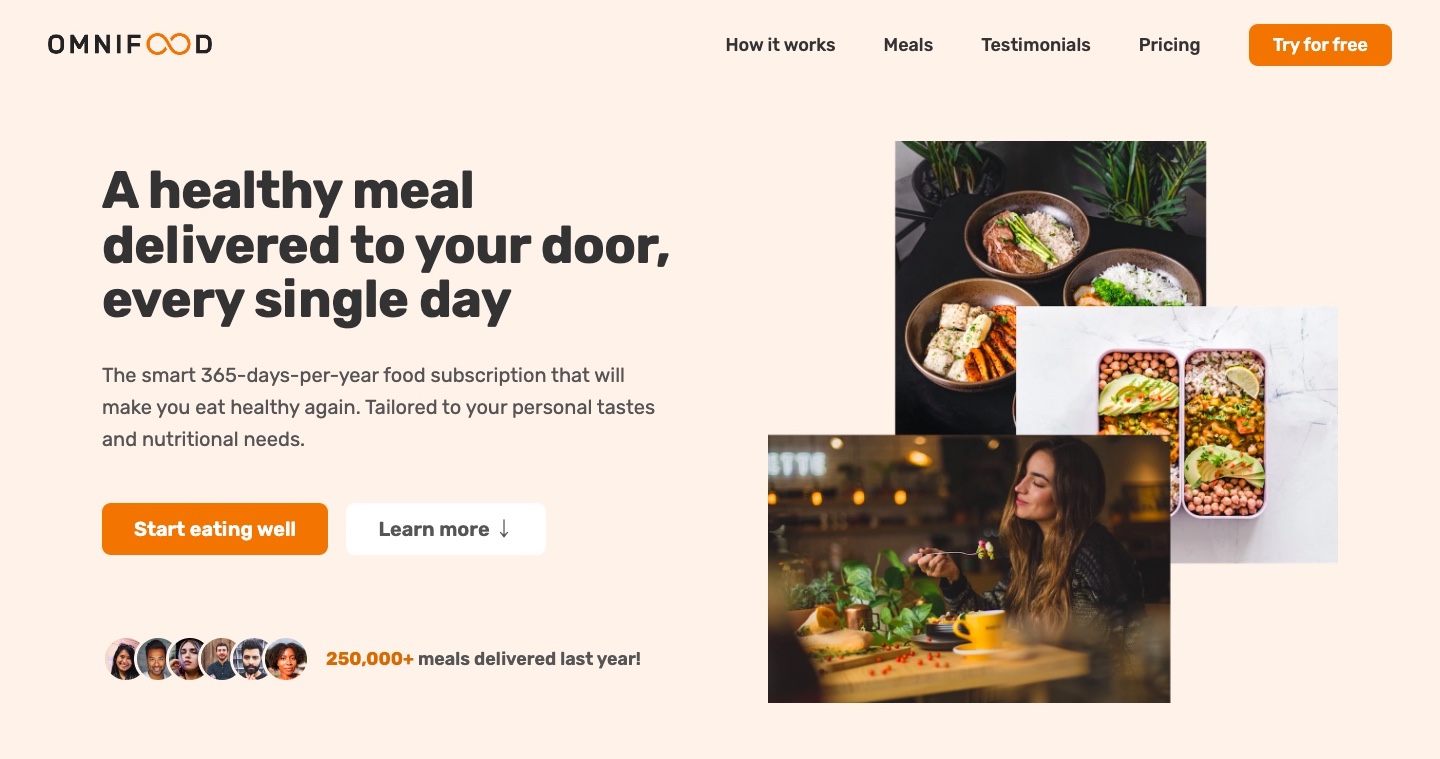 OMNIFOOD
How it works
Meals
Testimonials
Pricing
Try for free
A healthy meal
delivered to your door,
every single day
The smart 365-days-per-year food subscription that will
make you eat healthy again. Tailored to your personal tastes
and nutritional needs.
Start eating well
Learn more ↓
250,000+ meals delivered last year!